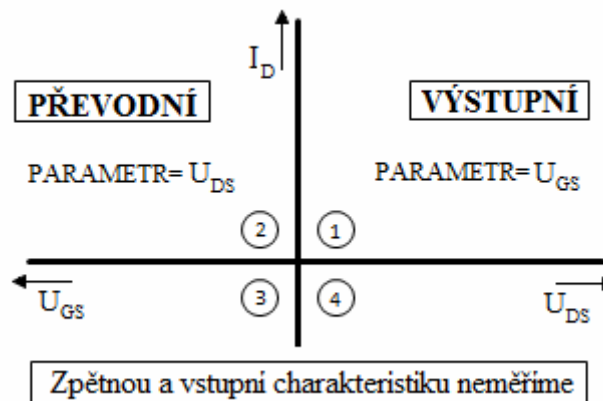 I_D
PŘEVODNÍ
VÝSTUPNÍ
PARAMETR= U_DS
PARAMETR= U_GS
2
1
3
4
U_GS
U_DS
Zpětnou a vstupní charakteristiku neměříme